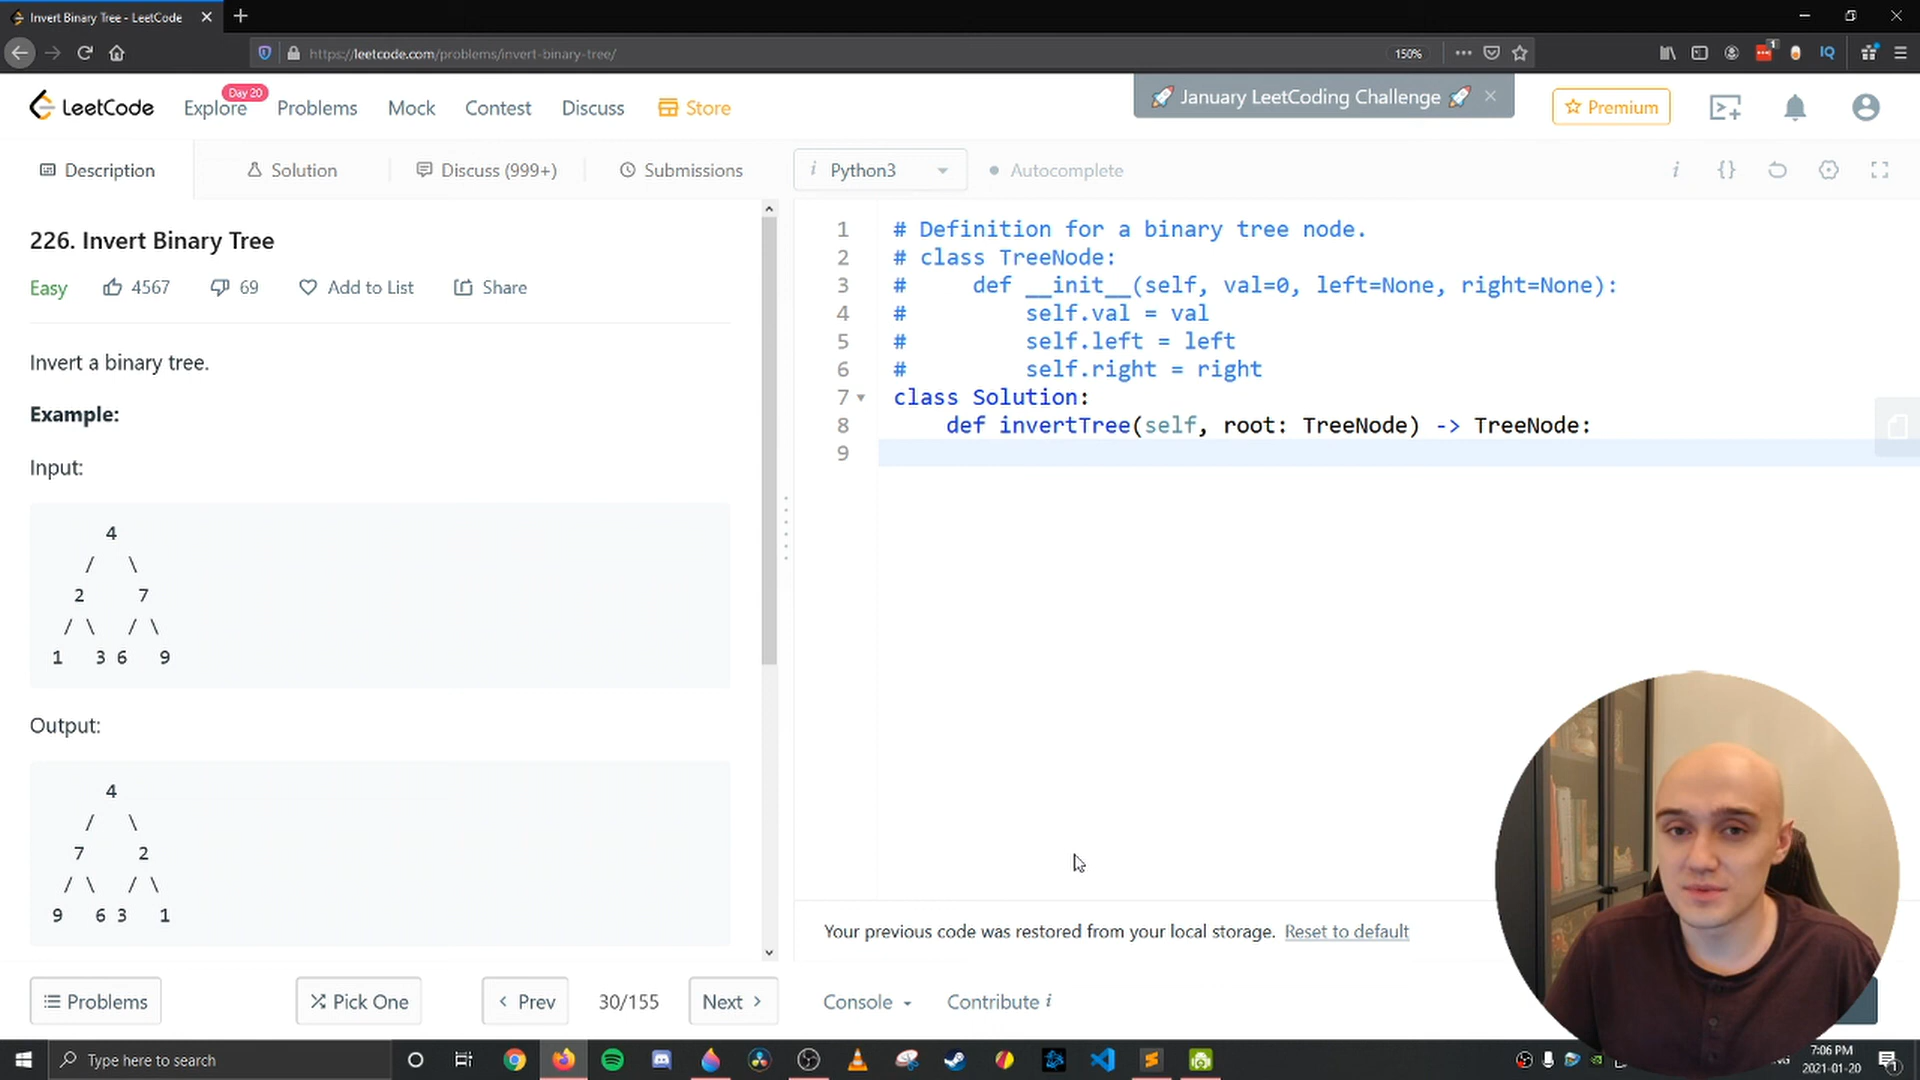 Invert Binary Tree - LeetCode
https://leetcode.com/problems/invert-binary-tree/
150%
1
IQ
LeetCode
Explore
Day 20
Problems
Mock
Contest
Discuss
Store
🚀 January LeetCoding Challenge 🚀
Premium
Description
Solution
Discuss (999+)
Submissions
i Python3
Autocomplete
i
{}
226. Invert Binary Tree
Easy
4567
69
Add to List
Share
Invert a binary tree.
Example:
Input:
4
/ \
2 7
/ \ / \
1 3 6 9
Output:
4
/ \
7 2
/ \ / \
9 6 3 1
1 # Definition for a binary tree node.
2 # class TreeNode:
3 # def __init__(self, val=0, left=None, right=None):
4 # self.val = val
5 # self.left = left
6 # self.right = right
7 class Solution:
8 def invertTree(self, root: TreeNode) -> TreeNode:
9
Your previous code was restored from your local storage. Reset to default
Problems
Pick One
Prev
30/155
Next
Console
Contribute i
Type here to search
7:06 PM
2021-01-20
1